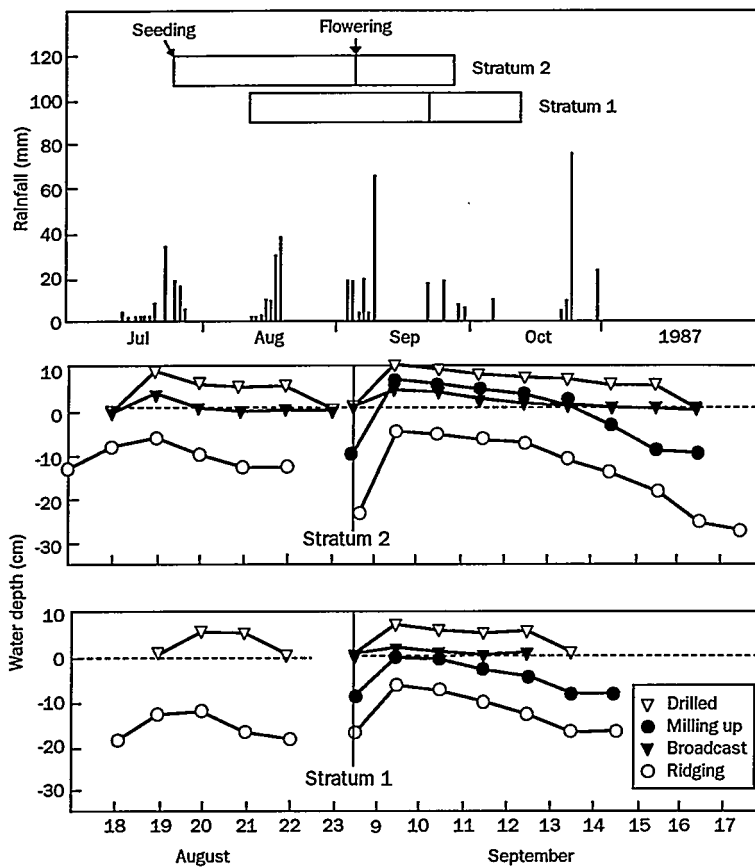 Seeding
Flowering
Stratum 2
Stratum 1
Rainfall (mm)
120
100
80
60
40
20
0
Jul Aug Sep Oct 1987
Water depth (cm)
10
0
-10
-20
-30
Stratum 2
10
0
-10
-20
-30
Stratum 1
Drilled
Milling up
Broadcast
Ridging
18 19 20 21 22 23 9 10 11 12 13 14 15 16 17
August September